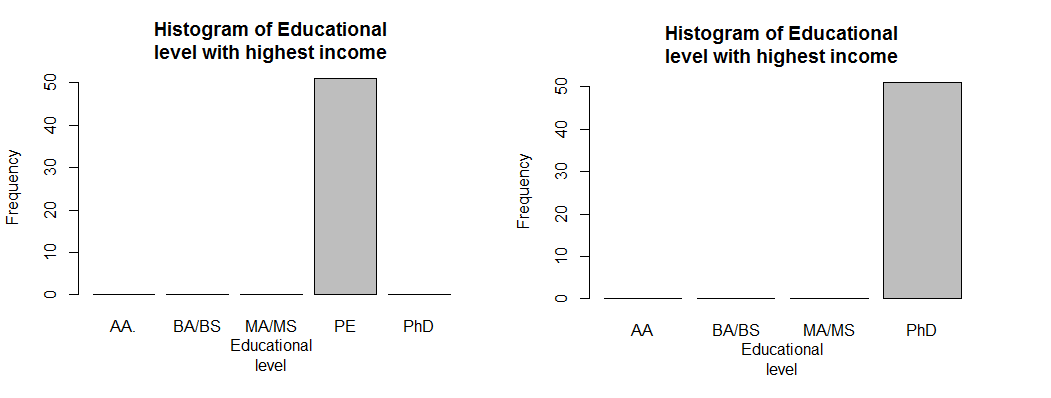 Histogram of Educational
level with highest income
Frequency
50
40
30
20
10
0
AA.
BA/BS
MA/MS
PE
PhD
Educational
level
Histogram of Educational
level with highest income
Frequency
50
40
30
20
10
0
AA
BA/BS
MA/MS
PhD
Educational
level